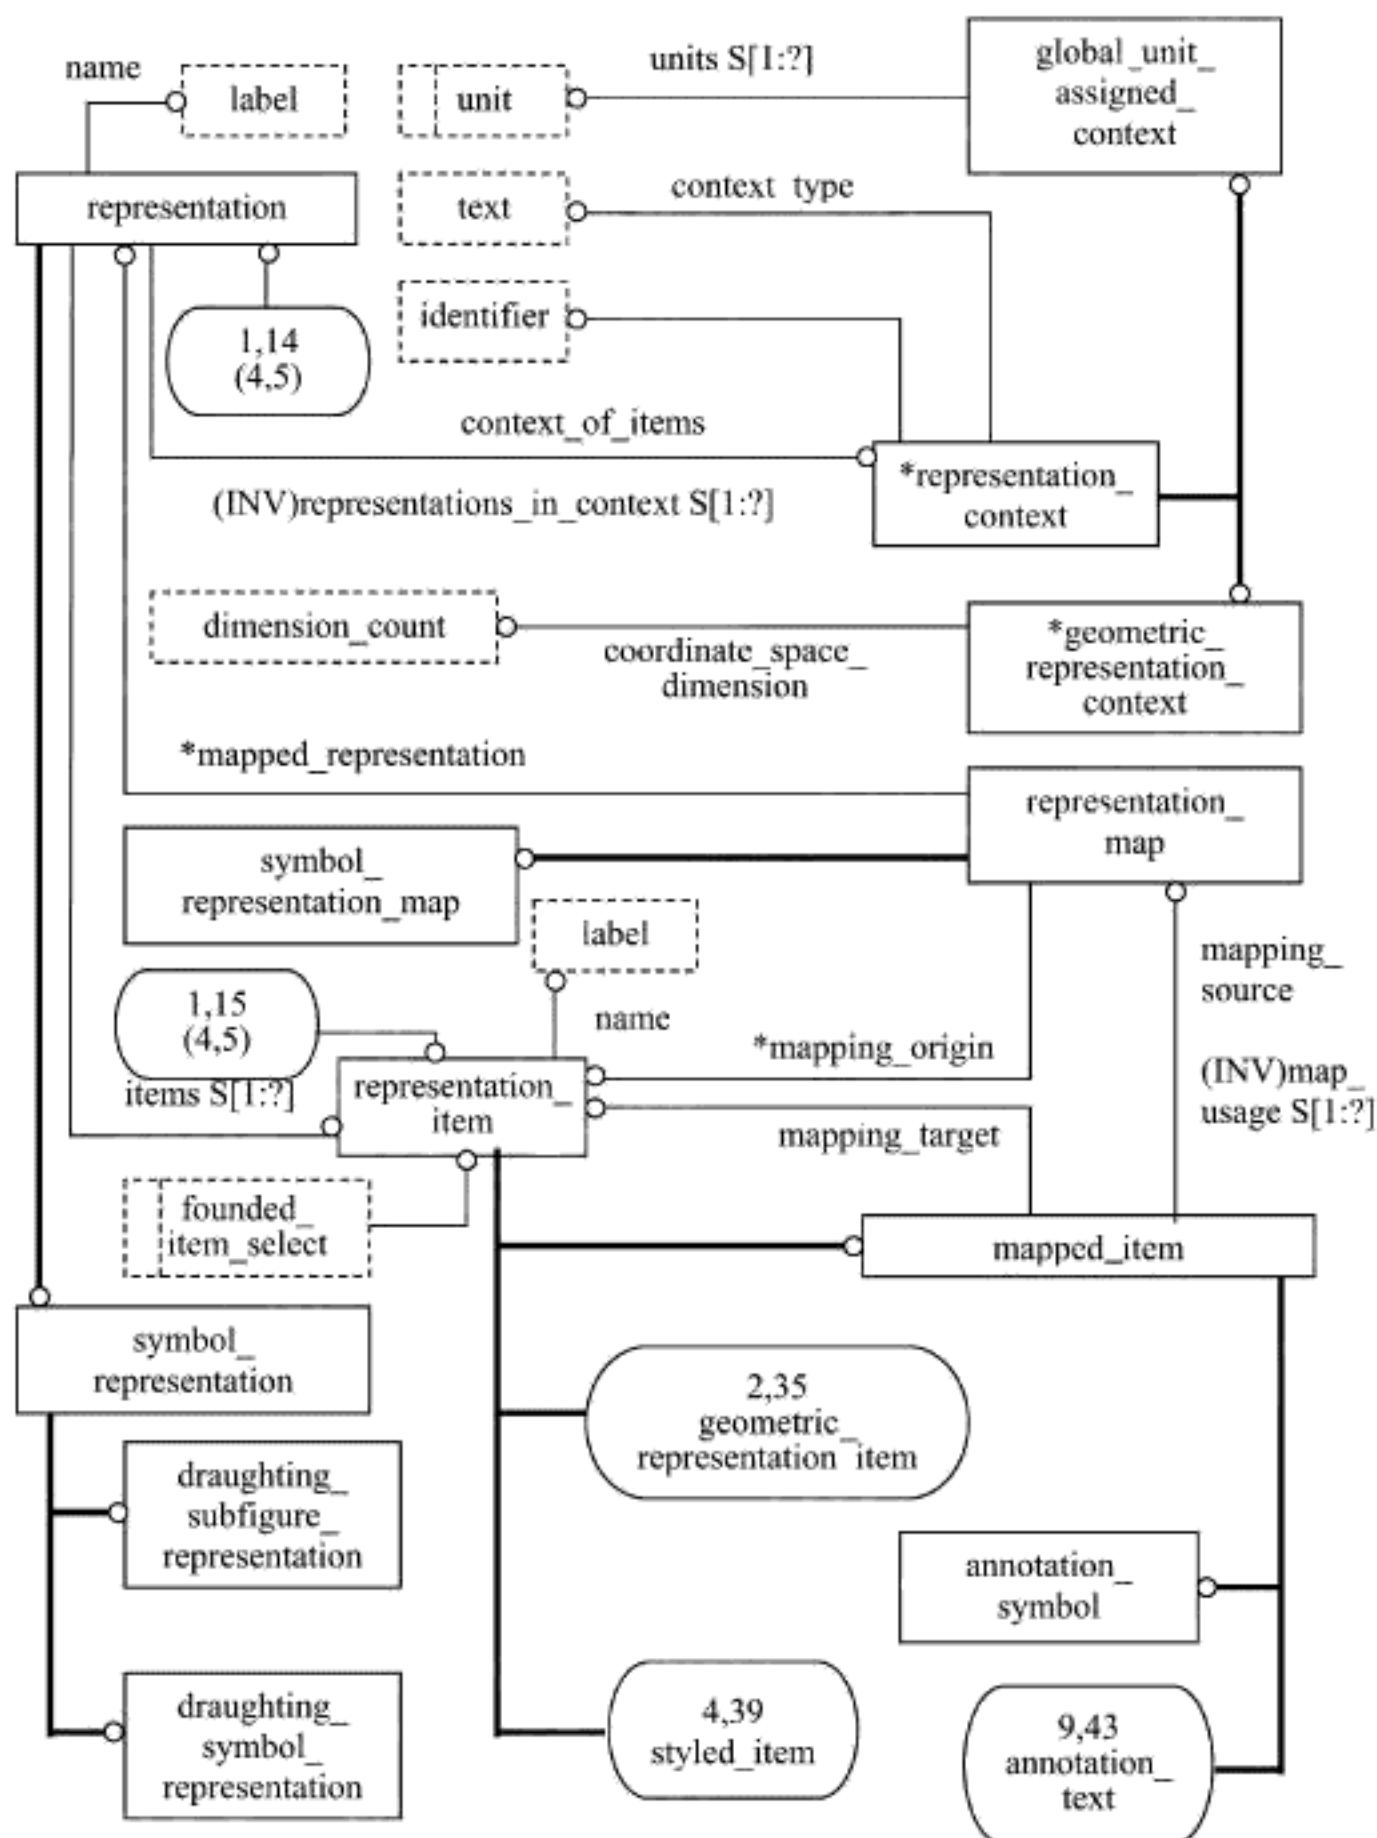 name
label
unit
units S[1:?]
global_unit_
assigned_
context
representation
text
context_type
identifier
1,14
(4,5)
context_of_items
(INV)representations_in_context S[1:?]
*representation_
context
dimension_count
coordinate_space_
dimension
*geometric_
representation_
context
*mapped_representation
representation_
map
symbol_
representation_map
label
name
mapping_
source
1,15
(4,5)
items S[1:?]
representation_
item
*mapping_origin
(INV)map_
usage S[1:?]
mapping_target
founded_
item_select
mapped_item
symbol_
representation
2,35
geometric_
representation_item
draughting_
subfigure_
representation
annotation_
symbol
draughting_
symbol_
representation
4,39
styled_item
9,43
annotation_
text